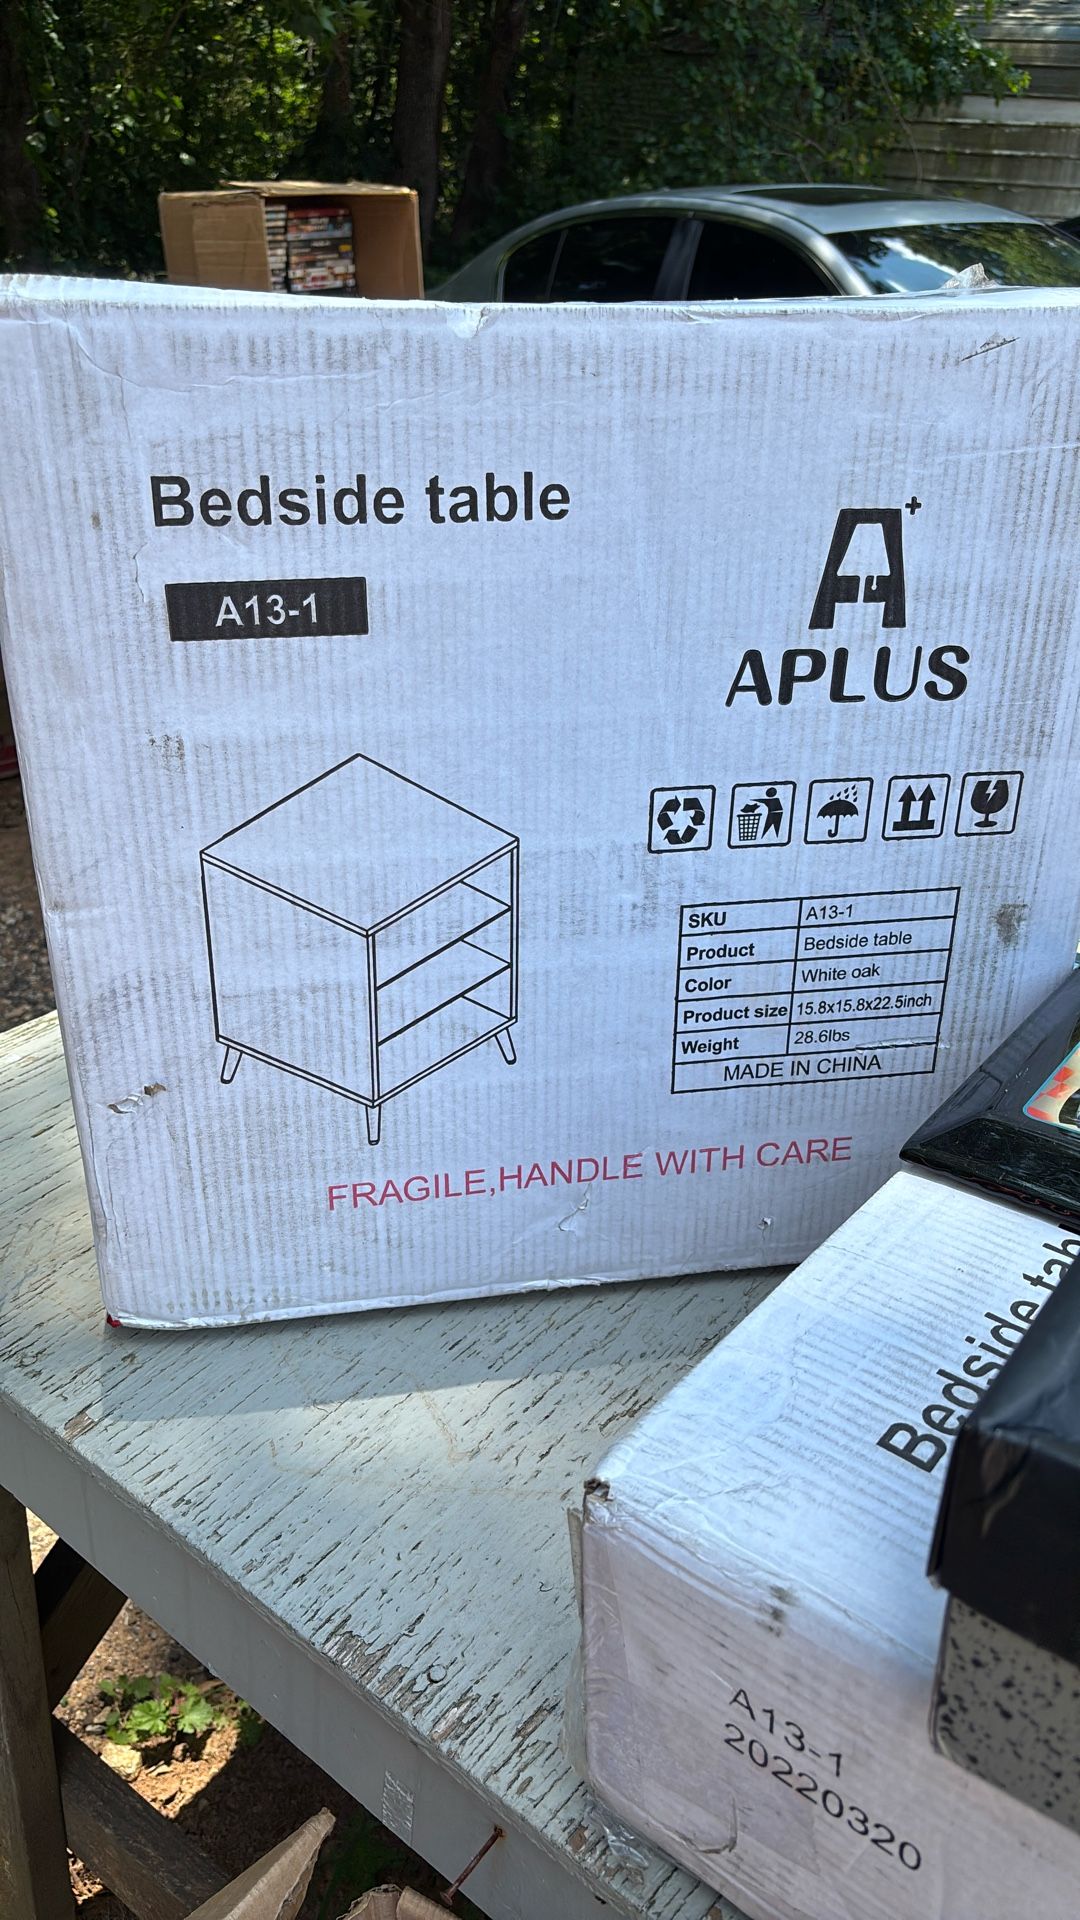 Bedside table
A13-1
A+
APLUS
SKU A13-1
Product Bedside table
Color White oak
Product size 15.8x15.8x22.5inch
Weight 28.6lbs
MADE IN CHINA
FRAGILE,HANDLE WITH CARE
Bedside tabl
A13-1
20220320